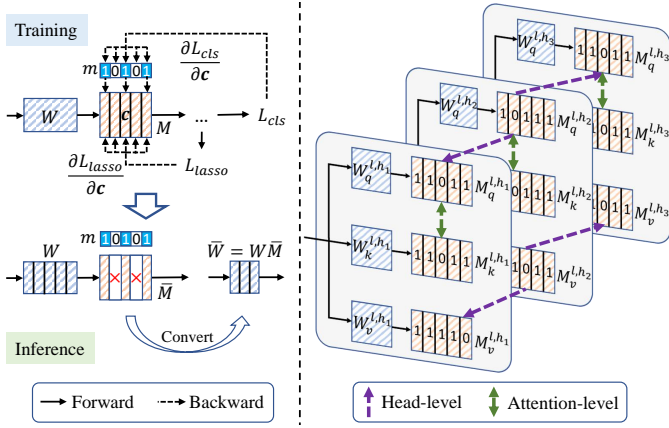 Training
∂L_cls / ∂c
m 1 0 1 0 1
W
c
M
...
L_cls
∂L_lasso / ∂c
L_lasso
W
m 1 0 1 0 1
M̄
W̄ = WM̄
Convert
Inference
Forward
Backward
W_q^{l,h_3}
1 1 0 1 1
M_q^{l,h_3}
W_q^{l,h_2}
1 1 0 1 1
M_q^{l,h_2}
1 0 1 1
M_k^{l,h_3}
W_q^{l,h_1}
1 1 0 1 1
M_q^{l,h_1}
1 0 1 1
M_k^{l,h_2}
M_v^{l,h_3}
W_k^{l,h_1}
1 1 0 1 1
M_k^{l,h_1}
M_v^{l,h_2}
W_v^{l,h_1}
1 1 1 1 0
M_v^{l,h_1}
Head-level
Attention-level